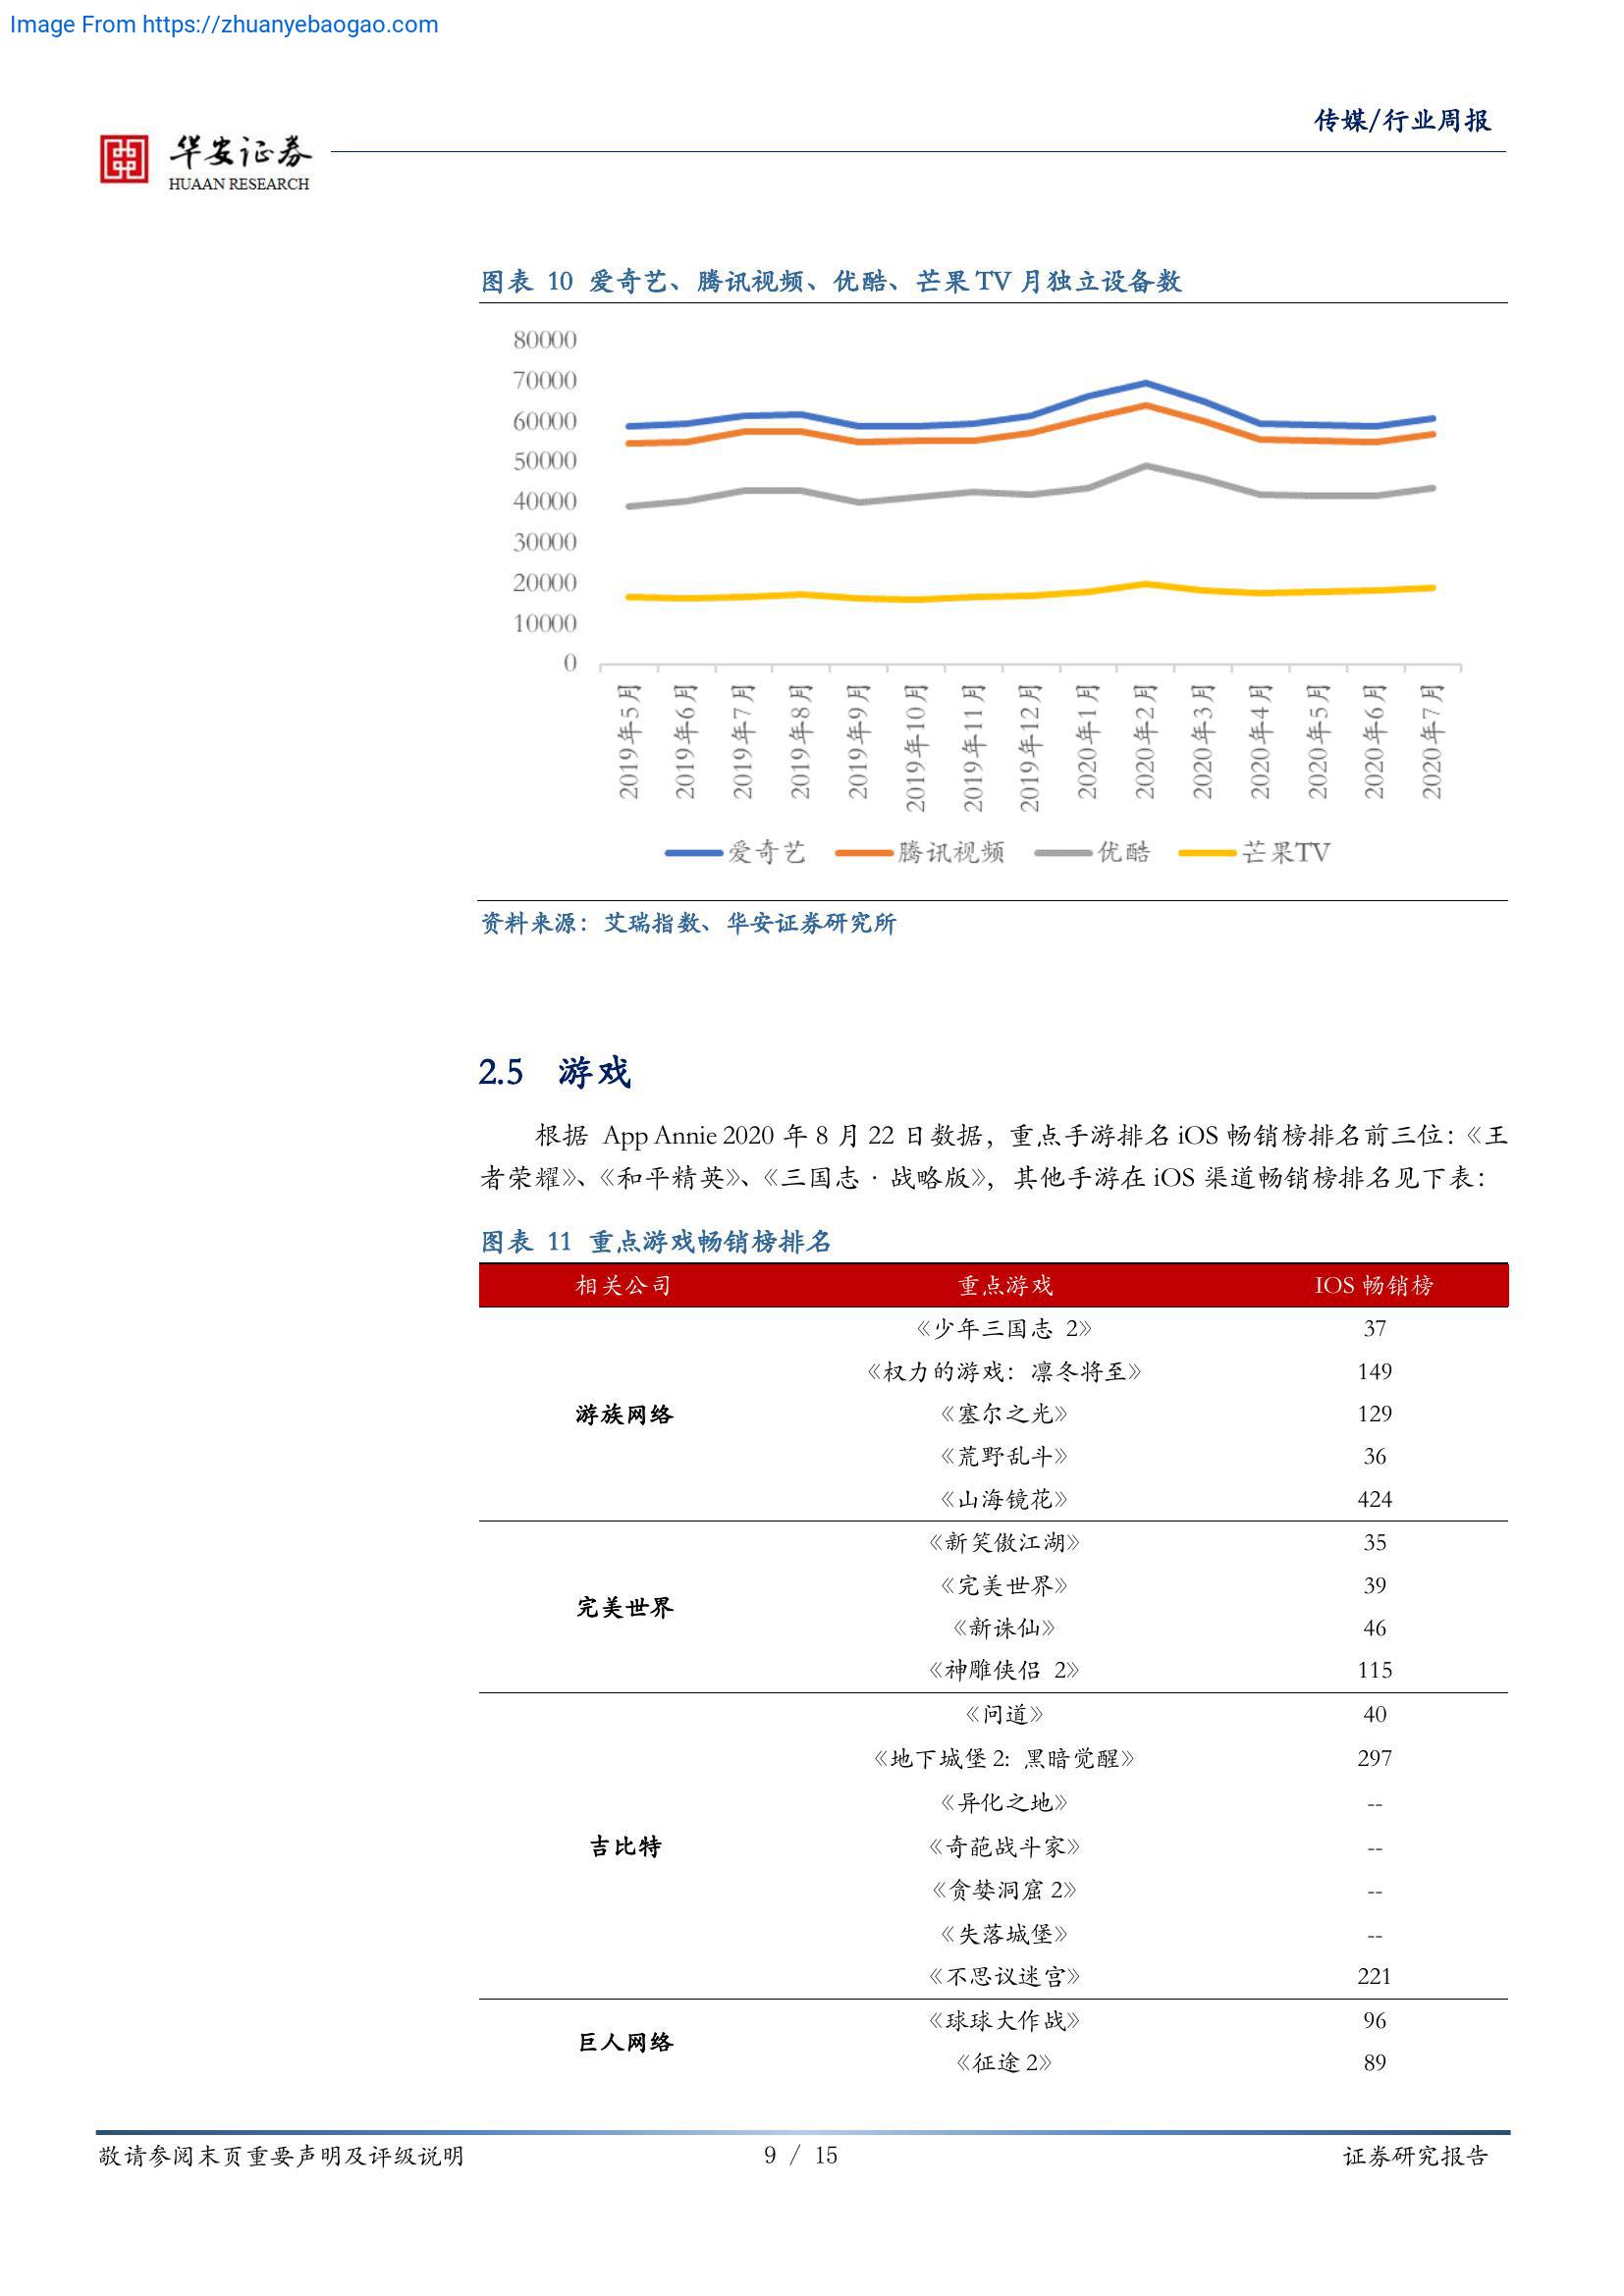 Image From https://zhuanyebaogao.com
传媒/行业周报
华安证券
HUAAN RESEARCH
图表 10 爱奇艺、腾讯视频、优酷、芒果 TV 月独立设备数
80000
70000
60000
50000
40000
30000
20000
10000
0
2019年5月
2019年6月
2019年7月
2019年8月
2019年9月
2019年10月
2019年11月
2019年12月
2020年1月
2020年2月
2020年3月
2020年4月
2020年5月
2020年6月
2020年7月
爱奇艺 腾讯视频 优酷 芒果TV
资料来源：艾瑞指数、华安证券研究所
2.5 游戏
根据 App Annie 2020 年 8 月 22 日数据，重点手游排名 iOS 畅销榜排名前三位：《王
者荣耀》、《和平精英》、《三国志·战略版》，其他手游在 iOS 渠道畅销榜排名见下表：
图表 11 重点游戏畅销榜排名
相关公司 重点游戏 IOS 畅销榜
《少年三国志 2》 37
《权力的游戏：凛冬将至》 149
游族网络 《塞尔之光》 129
《荒野乱斗》 36
《山海镜花》 424
《新笑傲江湖》 35
《完美世界》 39
完美世界
《新诛仙》 46
《神雕侠侣 2》 115
《问道》 40
《地下城堡 2：黑暗觉醒》 297
《异化之地》 --
吉比特 《奇葩战斗家》 --
《贪婪洞窟 2》 --
《失落城堡》 --
《不思议迷宫》 221
《球球大作战》 96
巨人网络
《征途 2》 89
敬请参阅末页重要声明及评级说明 9 / 15 证券研究报告